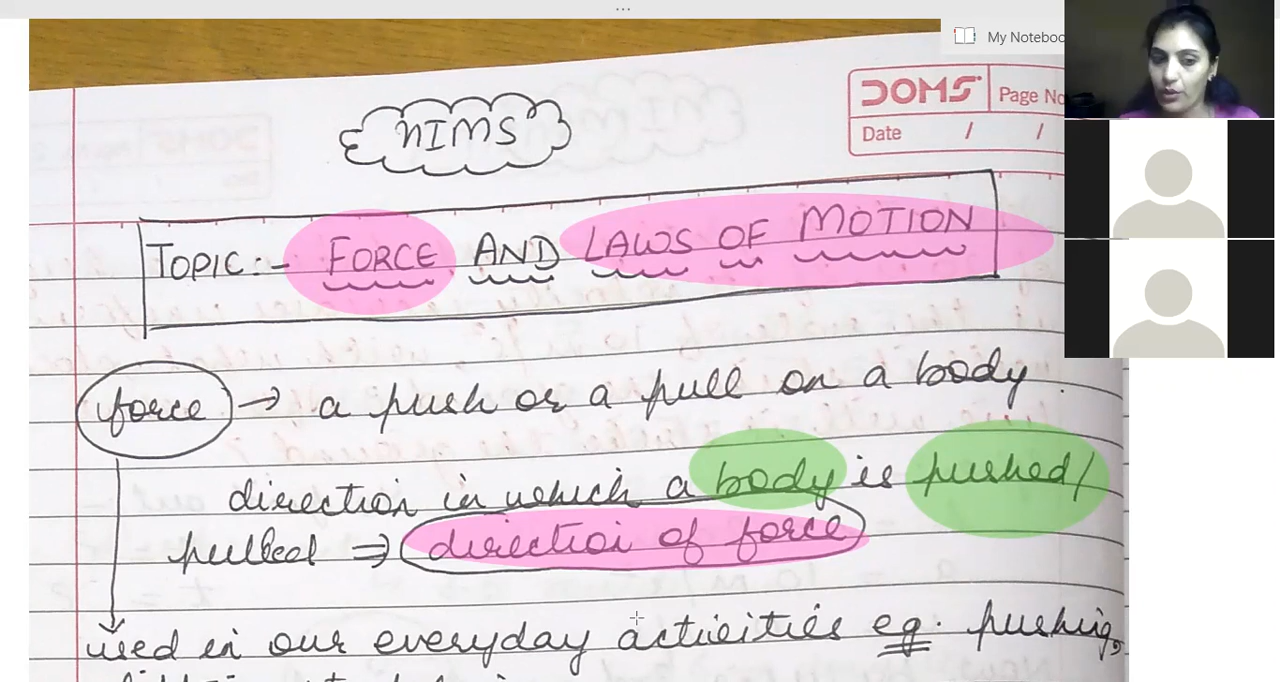 ...
My Noteboo
DOMS
Page No
Date / /
NIMS
TOPIC:- FORCE AND LAWS OF MOTION
force → a push or a pull on a body.
direction in which a body is pushed/
pulled ⇒ direction of force
used in our everyday activities eg. pushing,